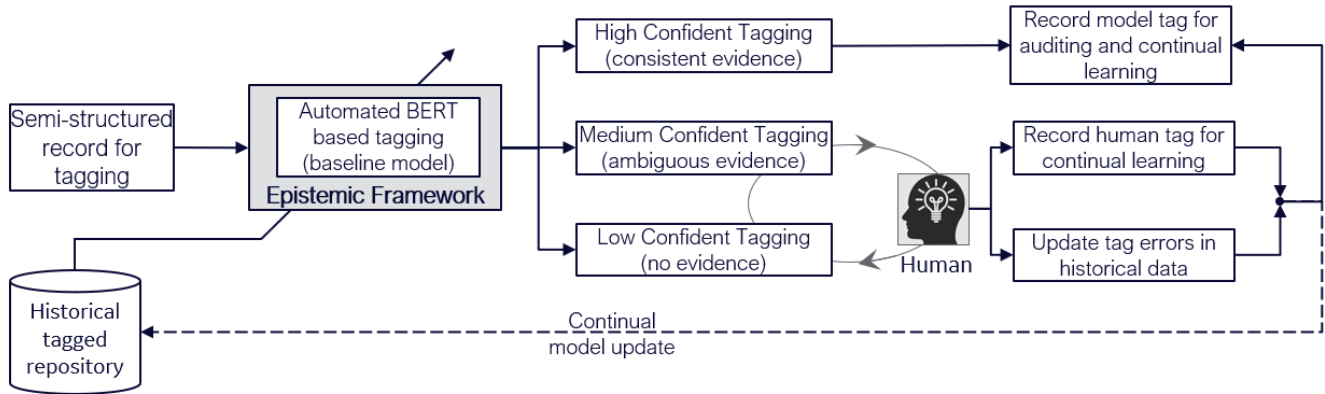 Semi-structured
record for
tagging
Automated BERT
based tagging
(baseline model)
Epistemic Framework
Historical
tagged
repository
High Confident Tagging
(consistent evidence)
Medium Confident Tagging
(ambiguous evidence)
Low Confident Tagging
(no evidence)
Human
Record model tag for
auditing and continual
learning
Record human tag for
continual learning
Update tag errors in
historical data
Continual
model update